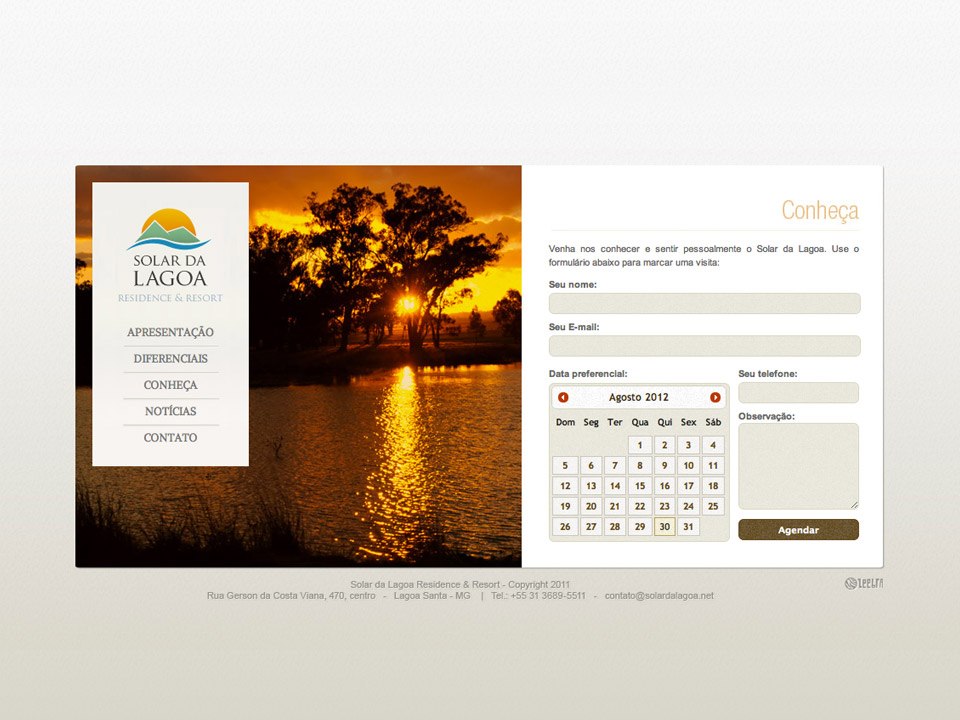 SOLAR DA
LAGOA
RESIDENCE & RESORT
APRESENTAÇÃO
DIFERENCIAIS
CONHEÇA
NOTÍCIAS
CONTATO
Conheça
Venha nos conhecer e sentir pessoalmente o Solar da Lagoa. Use o
formulário abaixo para marcar uma visita:
Seu nome:
Seu E-mail:
Data preferencial:
Agosto 2012
Dom Seg Ter Qua Qui Sex Sáb
1 2 3 4
5 6 7 8 9 10 11
12 13 14 15 16 17 18
19 20 21 22 23 24 25
26 27 28 29 30 31
Seu telefone:
Observação:
Agendar
Solar da Lagoa Residence & Resort - Copyright 2011
Rua Gerson da Costa Viana, 470, centro - Lagoa Santa - MG | Tel.: +55 31 3689-5511 - contato@solardalagoa.net